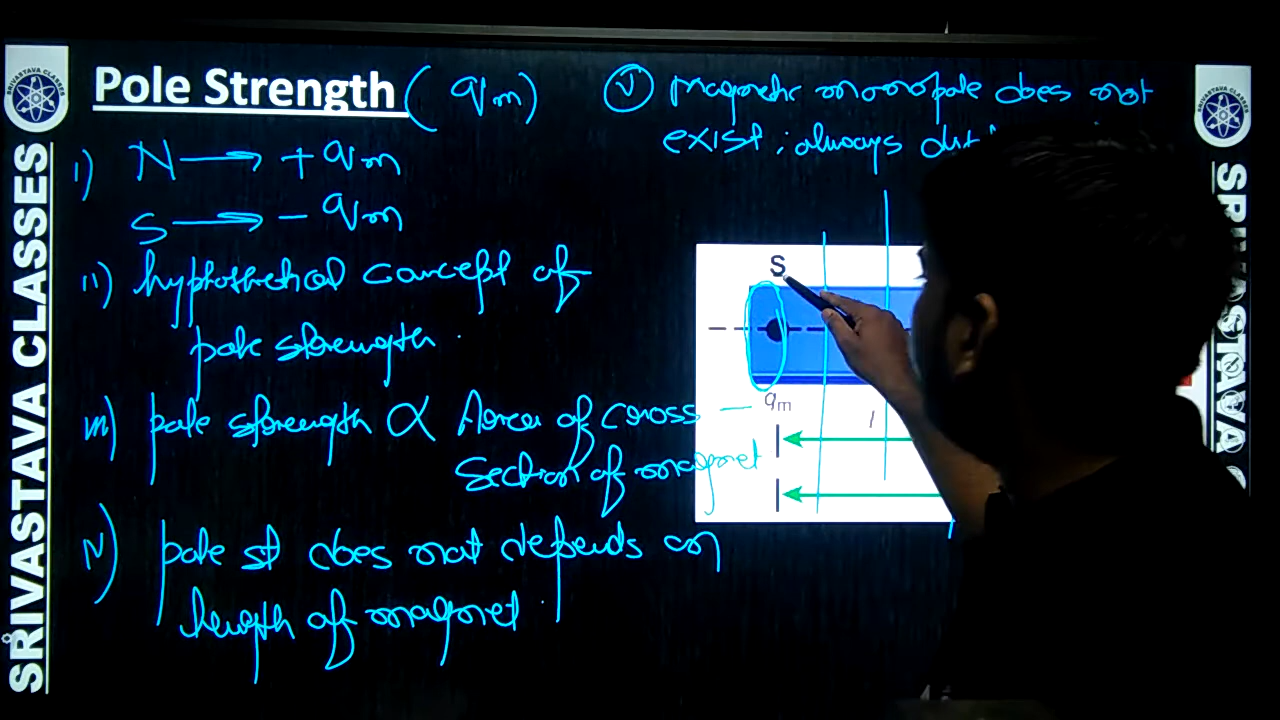 Pole Strength (qm)
i) N → + qm
S → - qm
ii) hypothetical concept of
pole strength .
iii) pole strength ∝ Area of cross -
section of magnet
iv) pole st does not depends on
length of magnet .
(v) magnetic monopole does not
exist ; always
S
qm
l
SRIVASTAVA CLASSES
SRIVASTAVA CLASSES
SRIVASTAVA CLASSES